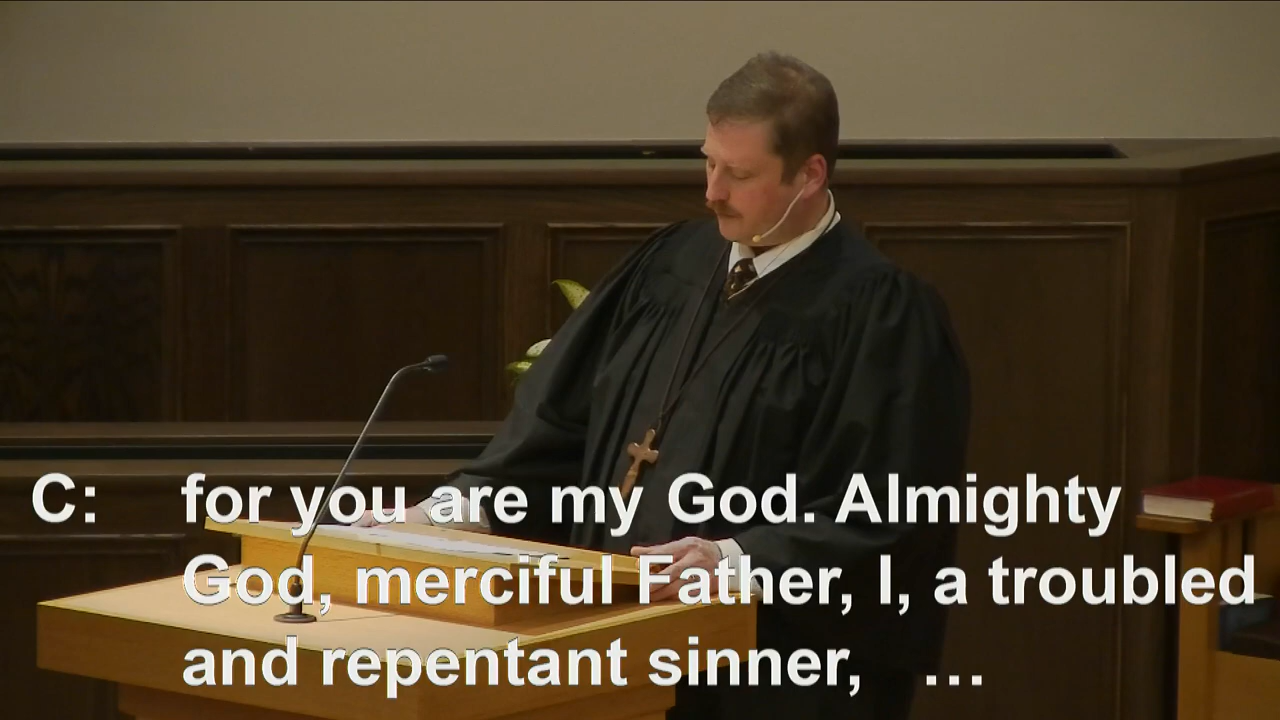 C: for you are my God. Almighty
God, merciful Father, I, a troubled
and repentant sinner, ...